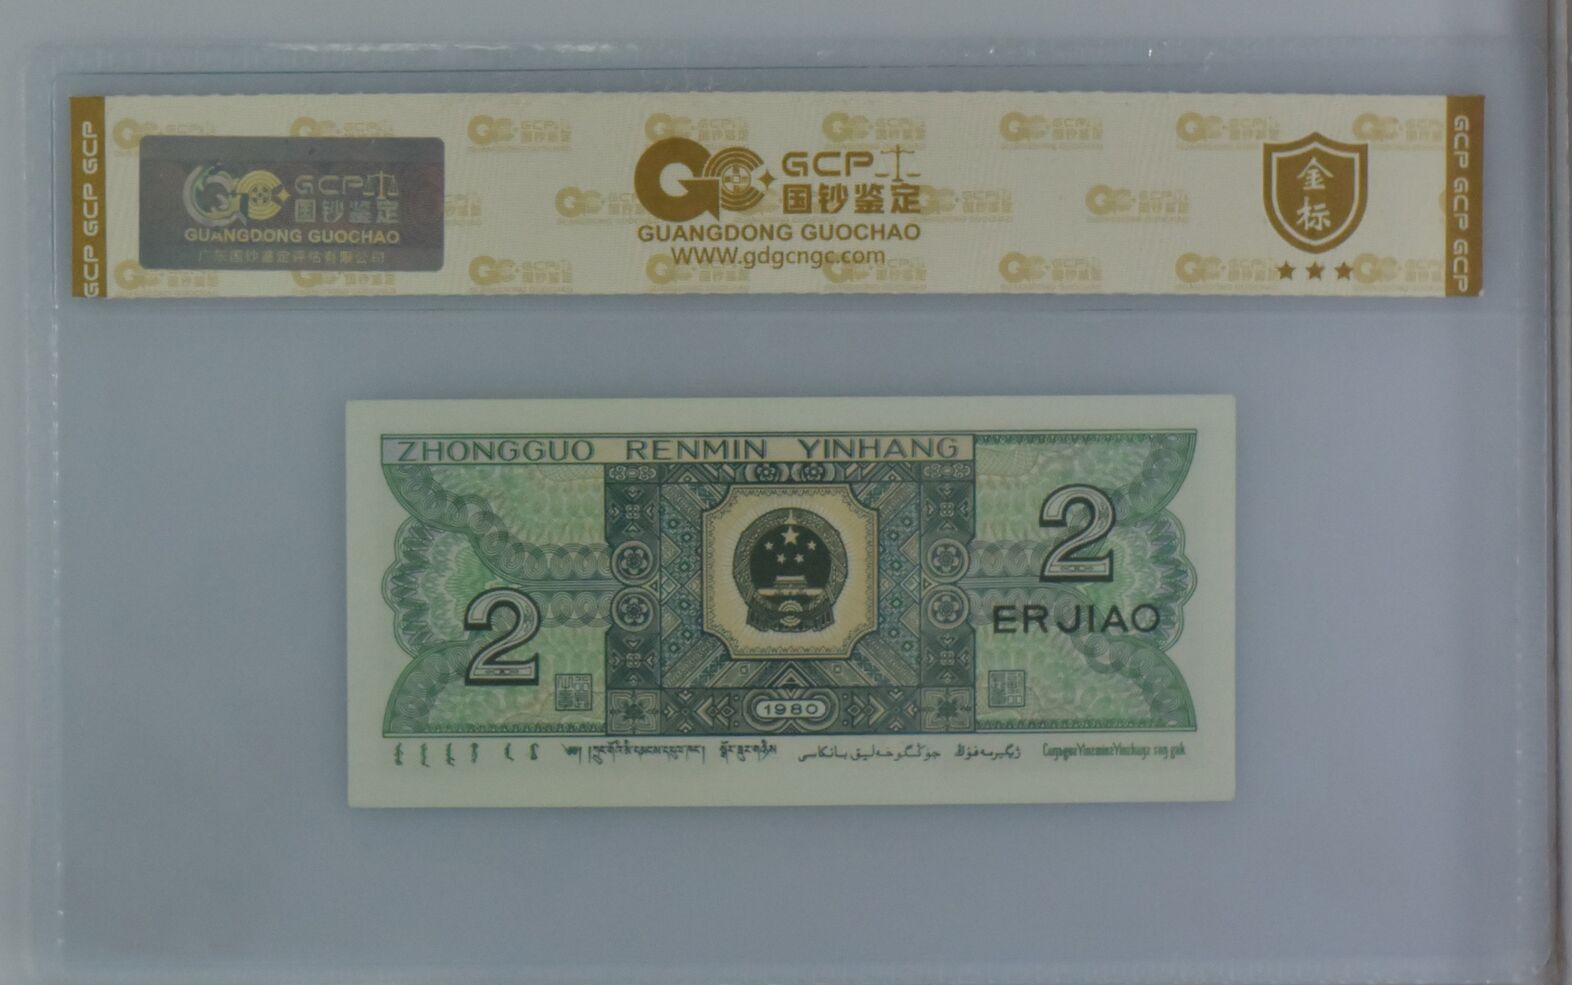 GCP GCP GCP
GCP
国钞鉴定
GUANGDONG GUOCHAO
广东国钞鉴定评估有限公司
GCP
国钞鉴定
GUANGDONG GUOCHAO
WWW.gdgcngc.com
金标
GCP GCP GCP
ZHONGGUO RENMIN YINHANG
2
2
ERJIAO
1980